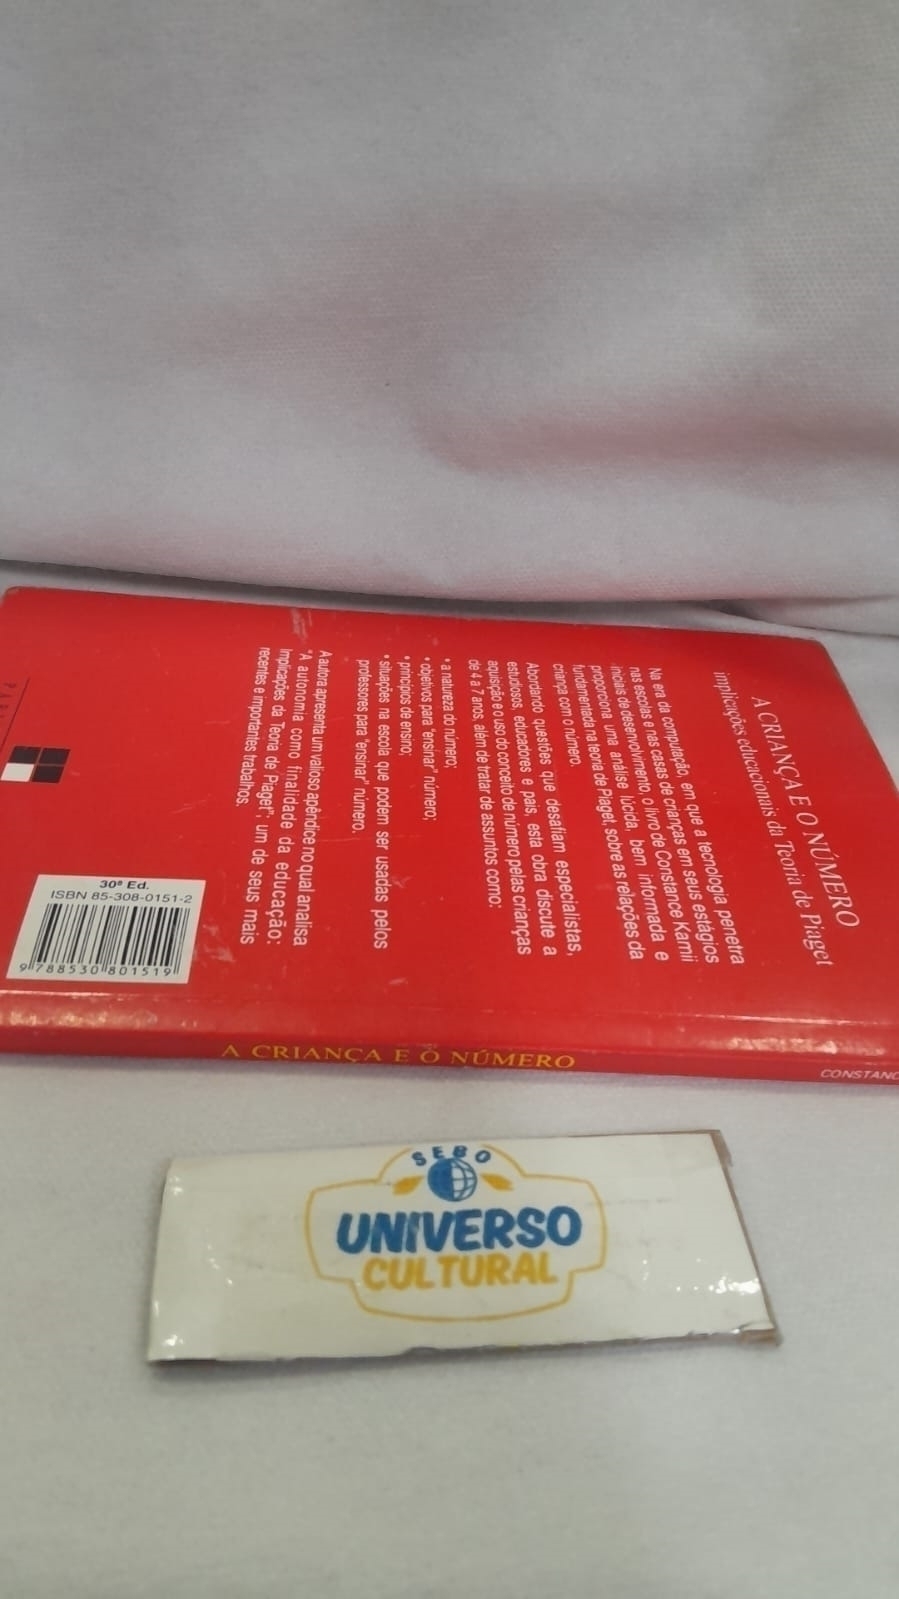 A CRIANÇA E O NÚMERO
implicações educacionais da Teoria de Piaget
Na era da computação, em que a tecnologia penetra
nas escolas e nas casas de crianças em seus estágios
iniciais de desenvolvimento, o livro de Constance Kamii
proporciona uma análise lúcida, bem informada e
fundamentada na teoria de Piaget, sobre as relações da
criança com o número.
Abordando questões que desafiam especialistas,
estudiosos, educadores e pais, esta obra discute a
aquisição e o uso do conceito de número pelas crianças
de 4 a 7 anos, além de tratar de assuntos como:
• a natureza do número;
• objetivos para "ensinar" número;
• princípios de ensino;
• situações na escola que podem ser usadas pelos
professores para "ensinar" número.
A autora apresenta um valioso apêndice no qual analisa
"A autonomia como finalidade da educação:
Implicações da Teoria de Piaget"; um de seus mais
recentes e importantes trabalhos.
30ª Ed.
ISBN 85-308-0151-2
9 788530 801519
A CRIANÇA E O NÚMERO
CONSTANC
SEBO
UNIVERSO
CULTURAL